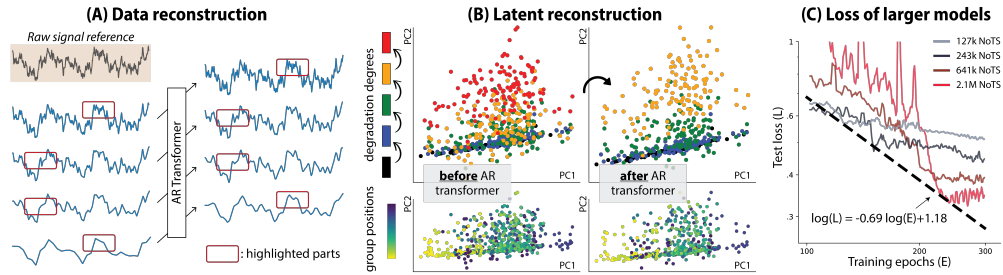 (A) Data reconstruction
Raw signal reference
AR Transformer
: highlighted parts
(B) Latent reconstruction
degradation degrees
group positions
PC2
PC1
PC2
PC1
before AR
transformer
after AR
transformer
PC2
PC1
PC2
PC1
(C) Loss of larger models
127k NoTS
243k NoTS
641k NoTS
2.1M NoTS
Test loss (L)
1
.6
.4
.3
log(L) = -0.69 log(E)+1.18
100
200
300
Training epochs (E)